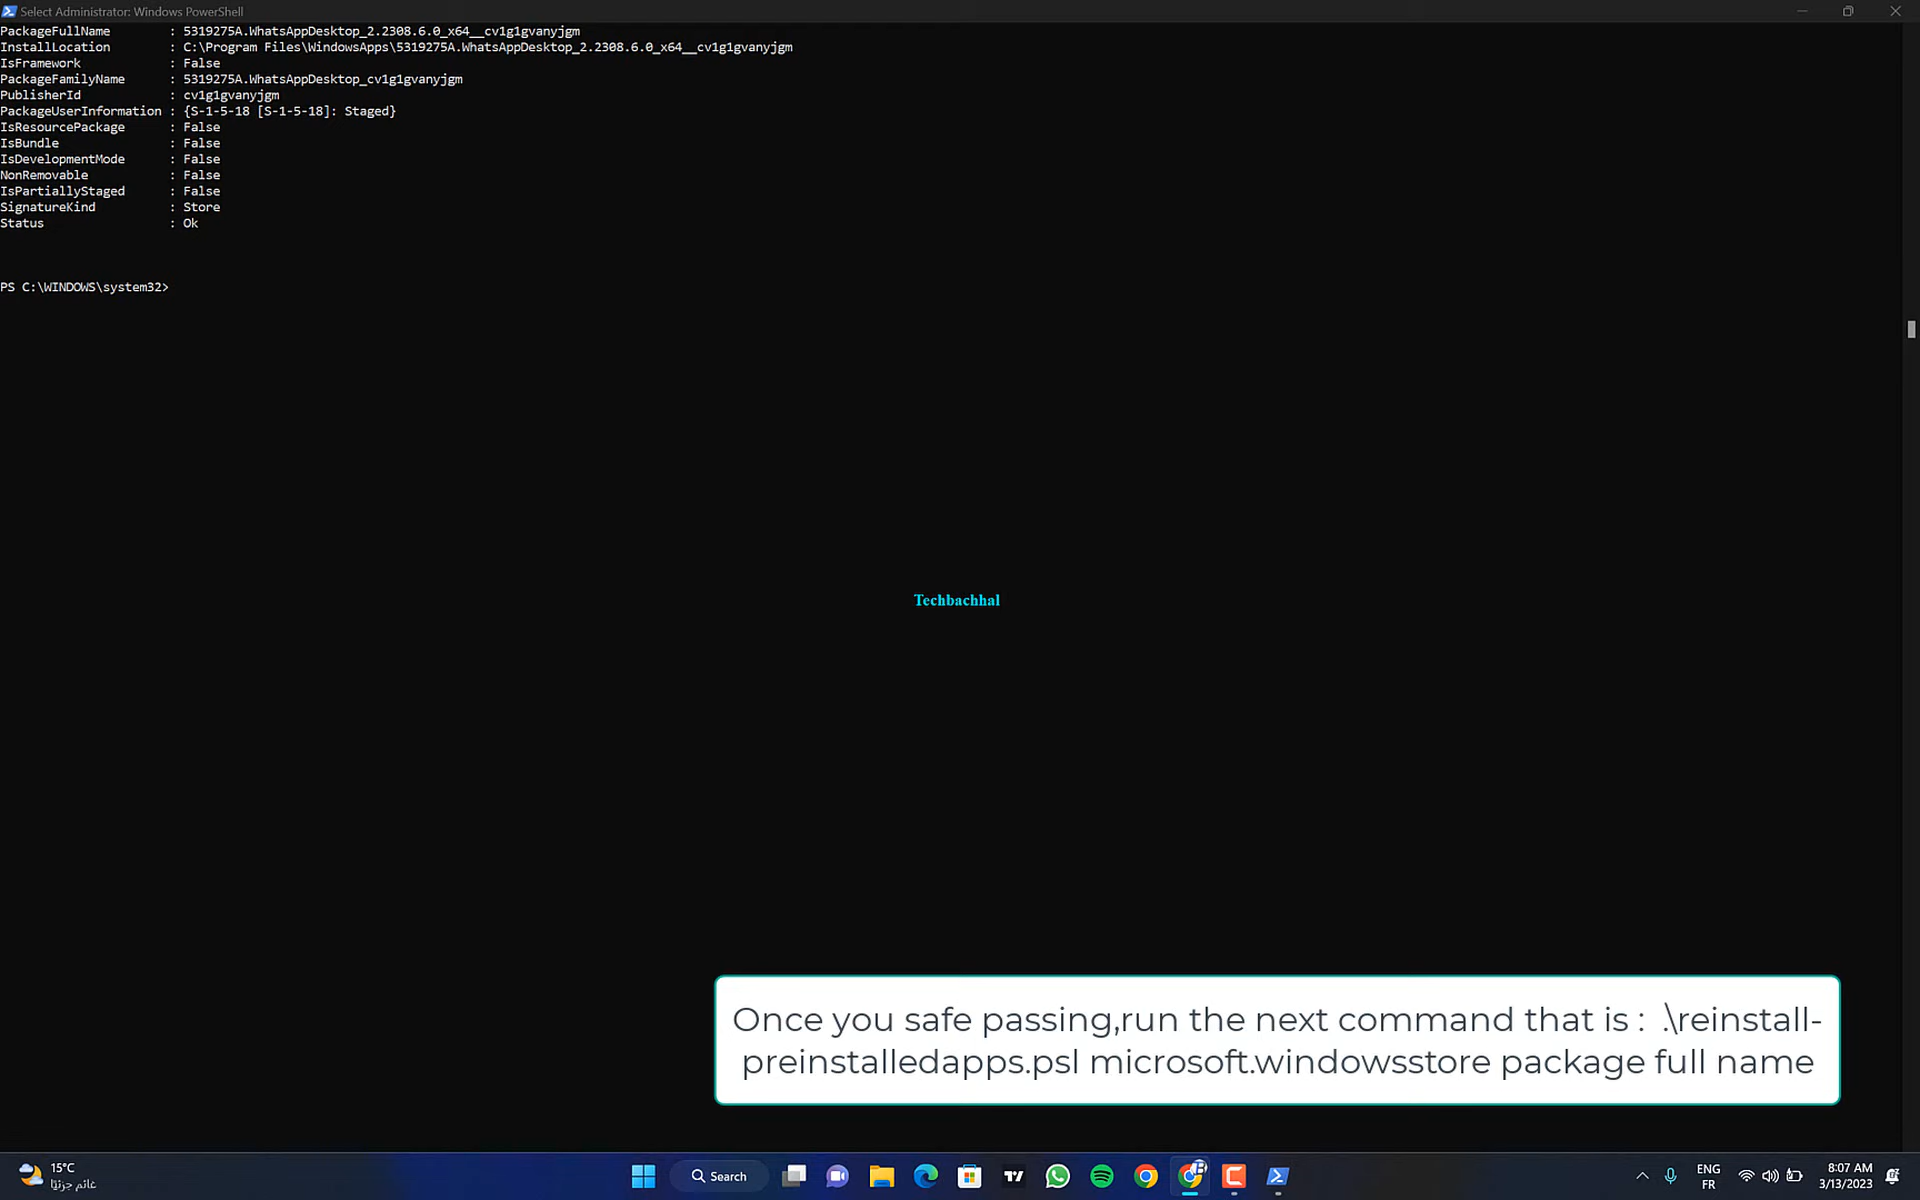 Select Administrator: Windows PowerShell
PackageFullName : 5319275A.WhatsAppDesktop_2.2308.6.0_x64__cv1g1gvanyjgm
InstallLocation : C:\Program Files\WindowsApps\5319275A.WhatsAppDesktop_2.2308.6.0_x64__cv1g1gvanyjgm
IsFramework : False
PackageFamilyName : 5319275A.WhatsAppDesktop_cv1g1gvanyjgm
PublisherId : cv1g1gvanyjgm
PackageUserInformation : {S-1-5-18 [S-1-5-18]: Staged}
IsResourcePackage : False
IsBundle : False
IsDevelopmentMode : False
NonRemovable : False
IsPartiallyStaged : False
SignatureKind : Store
Status : Ok
PS C:\WINDOWS\system32>
Techbachhal
Once you safe passing,run the next command that is : .\reinstall-
preinstalledapps.psl microsoft.windowsstore package full name
15°C
غائم جزئيًا
Search
ENG
FR
8:07 AM
3/13/2023